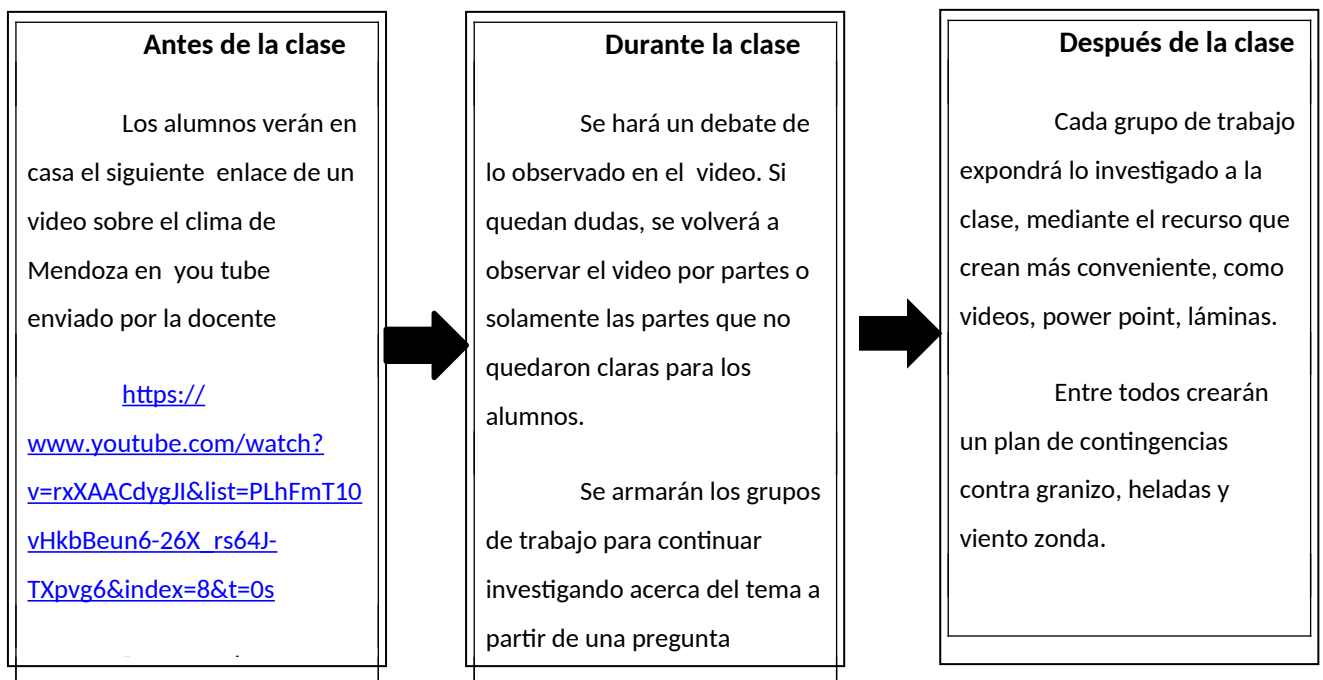 Antes de la clase
Los alumnos verán en
casa el siguiente  enlace de un
video sobre el clima de
Mendoza en  you tube
enviado por la docente
https://
www.youtube.com/watch?
v=rxXAACdygJI&list=PLhFmT10
vHkbBeun6-26X_rs64J-
TXpvg6&index=8&t=0s
Durante la clase
Se hará un debate de
lo observado en el  video. Si
quedan dudas, se volverá a
observar el video por partes o
solamente las partes que no
quedaron claras para los
alumnos.
Se armarán los grupos
de trabajo para continuar
investigando acerca del tema a
partir de una pregunta
Después de la clase
Cada grupo de trabajo
expondrá lo investigado a la
clase, mediante el recurso que
crean más conveniente, como
videos, power point, láminas.
Entre todos crearán
un plan de contingencias
contra granizo, heladas y
viento zonda.